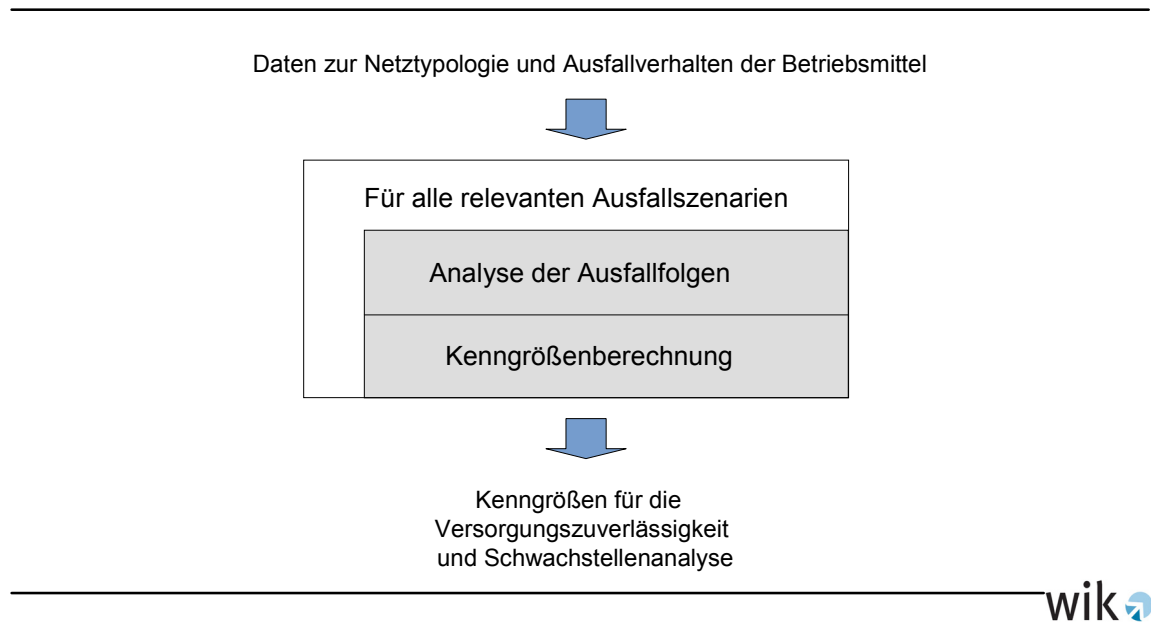 Daten zur Netztypologie und Ausfallverhalten der Betriebsmittel
Für alle relevanten Ausfallszenarien
Analyse der Ausfallfolgen
Kenngrößenberechnung
Kenngrößen für die
Versorgungszuverlässigkeit
und Schwachstellenanalyse
wik